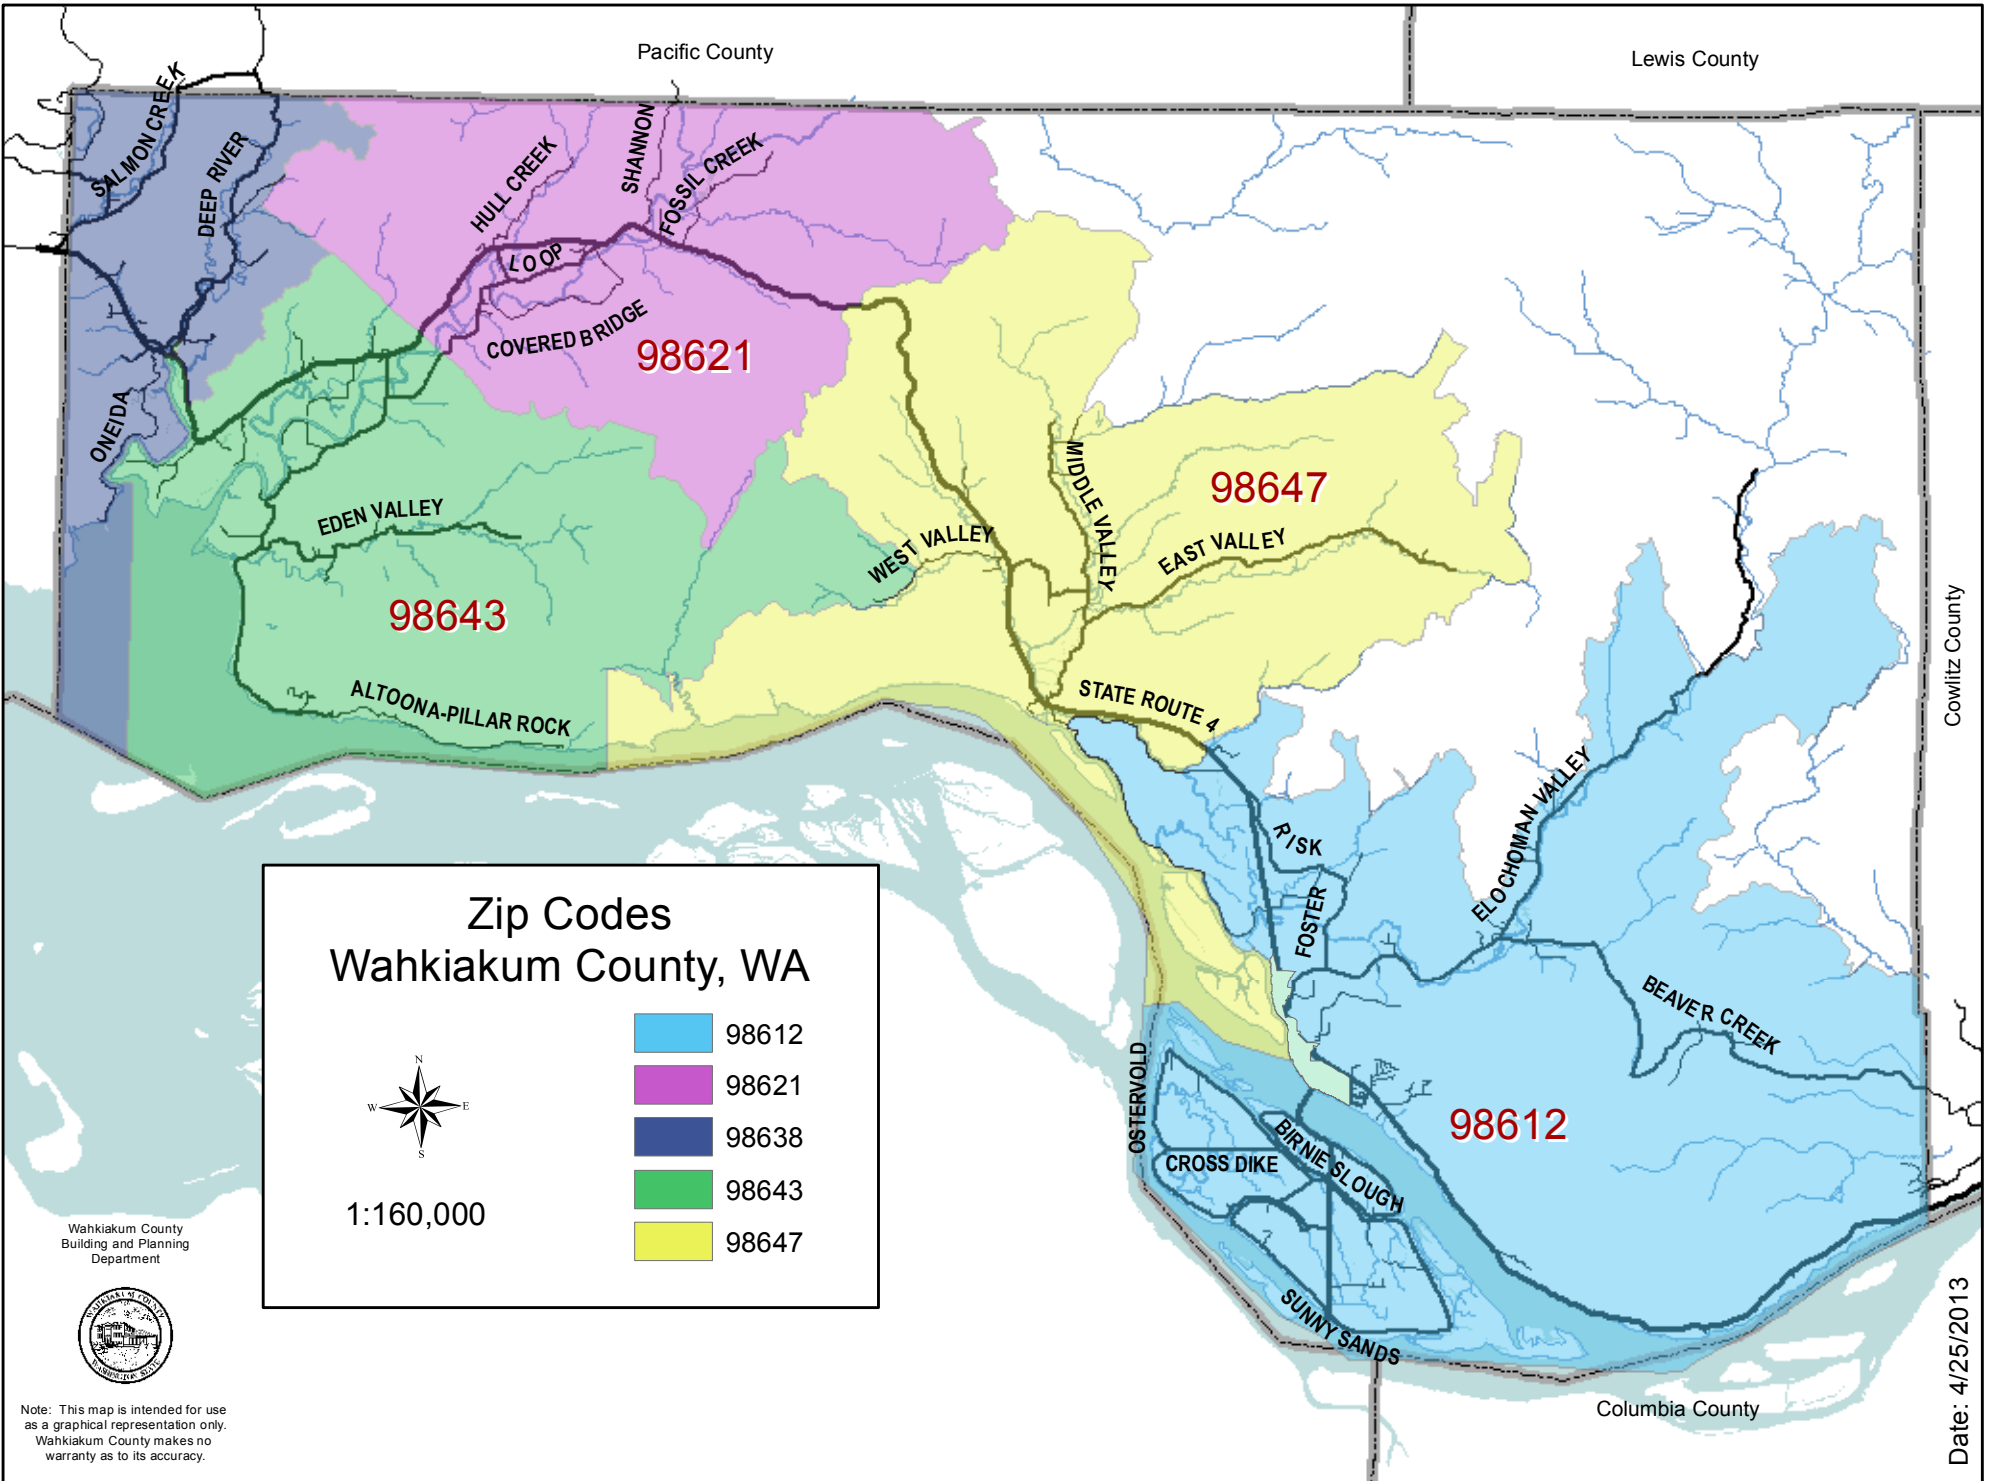 Pacific County
Lewis County
SALMON CREEK
DEEP RIVER
HULL CREEK
SHANNON
FOSSIL CREEK
LOOP
COVERED BRIDGE
98621
ONEIDA
MIDDLE VALLEY
98647
EDEN VALLEY
WEST VALLEY
EAST VALLEY
98643
Cowlitz County
ALTOONA-PILLAR ROCK
STATE ROUTE 4
RISK
ELOCHOMAN VALLEY
FOSTER
BEAVER CREEK
OSTERVOLD
98612
BIRNIE SLOUGH
CROSS DIKE
SUNNY SANDS
Columbia County
Zip Codes
Wahkiakum County, WA
98612
98621
98638
98643
98647
N
W
E
S
1:160,000
Wahkiakum County
Building and Planning
Department
WAHKIAKUM COUNTY
WASHINGTON STATE
Note: This map is intended for use
as a graphical representation only.
Wahkiakum County makes no
warranty as to its accuracy.
Date: 4/25/2013